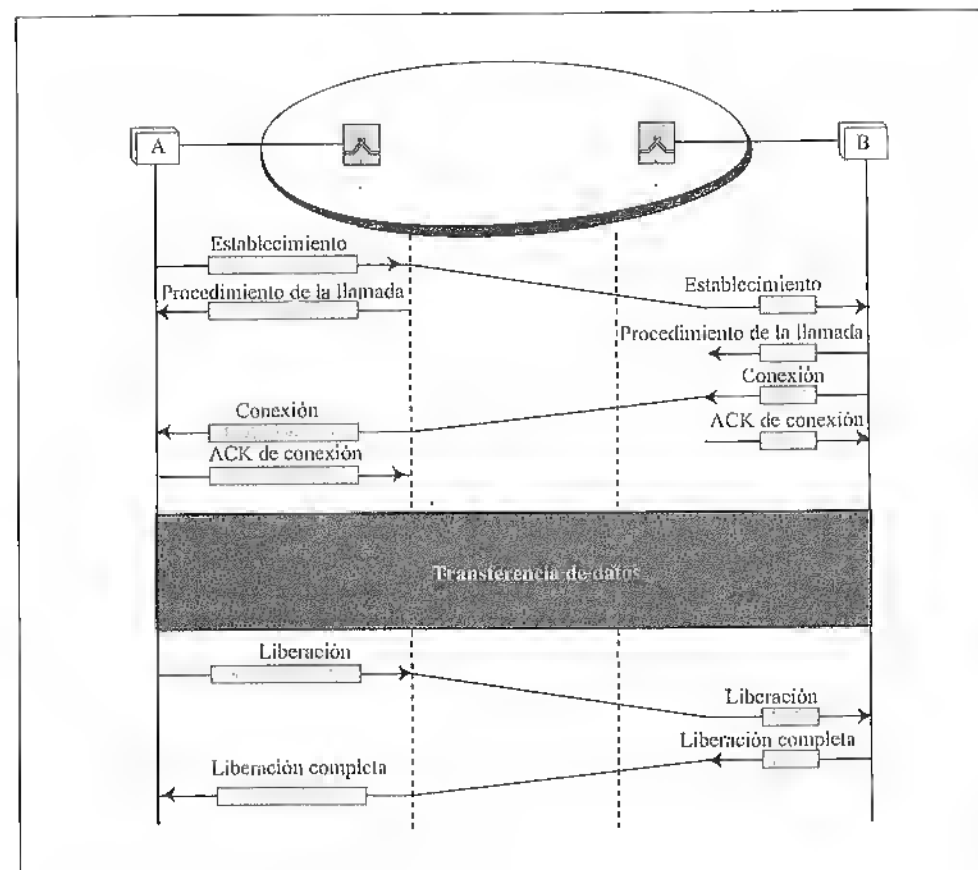 A
B
Establecimiento
Establecimiento
Procedimiento de la llamada
Procedimiento de la llamada
Conexión
Conexión
ACK de conexión
ACK de conexión
Transferencia de datos
Liberación
Liberación
Liberación completa
Liberación completa